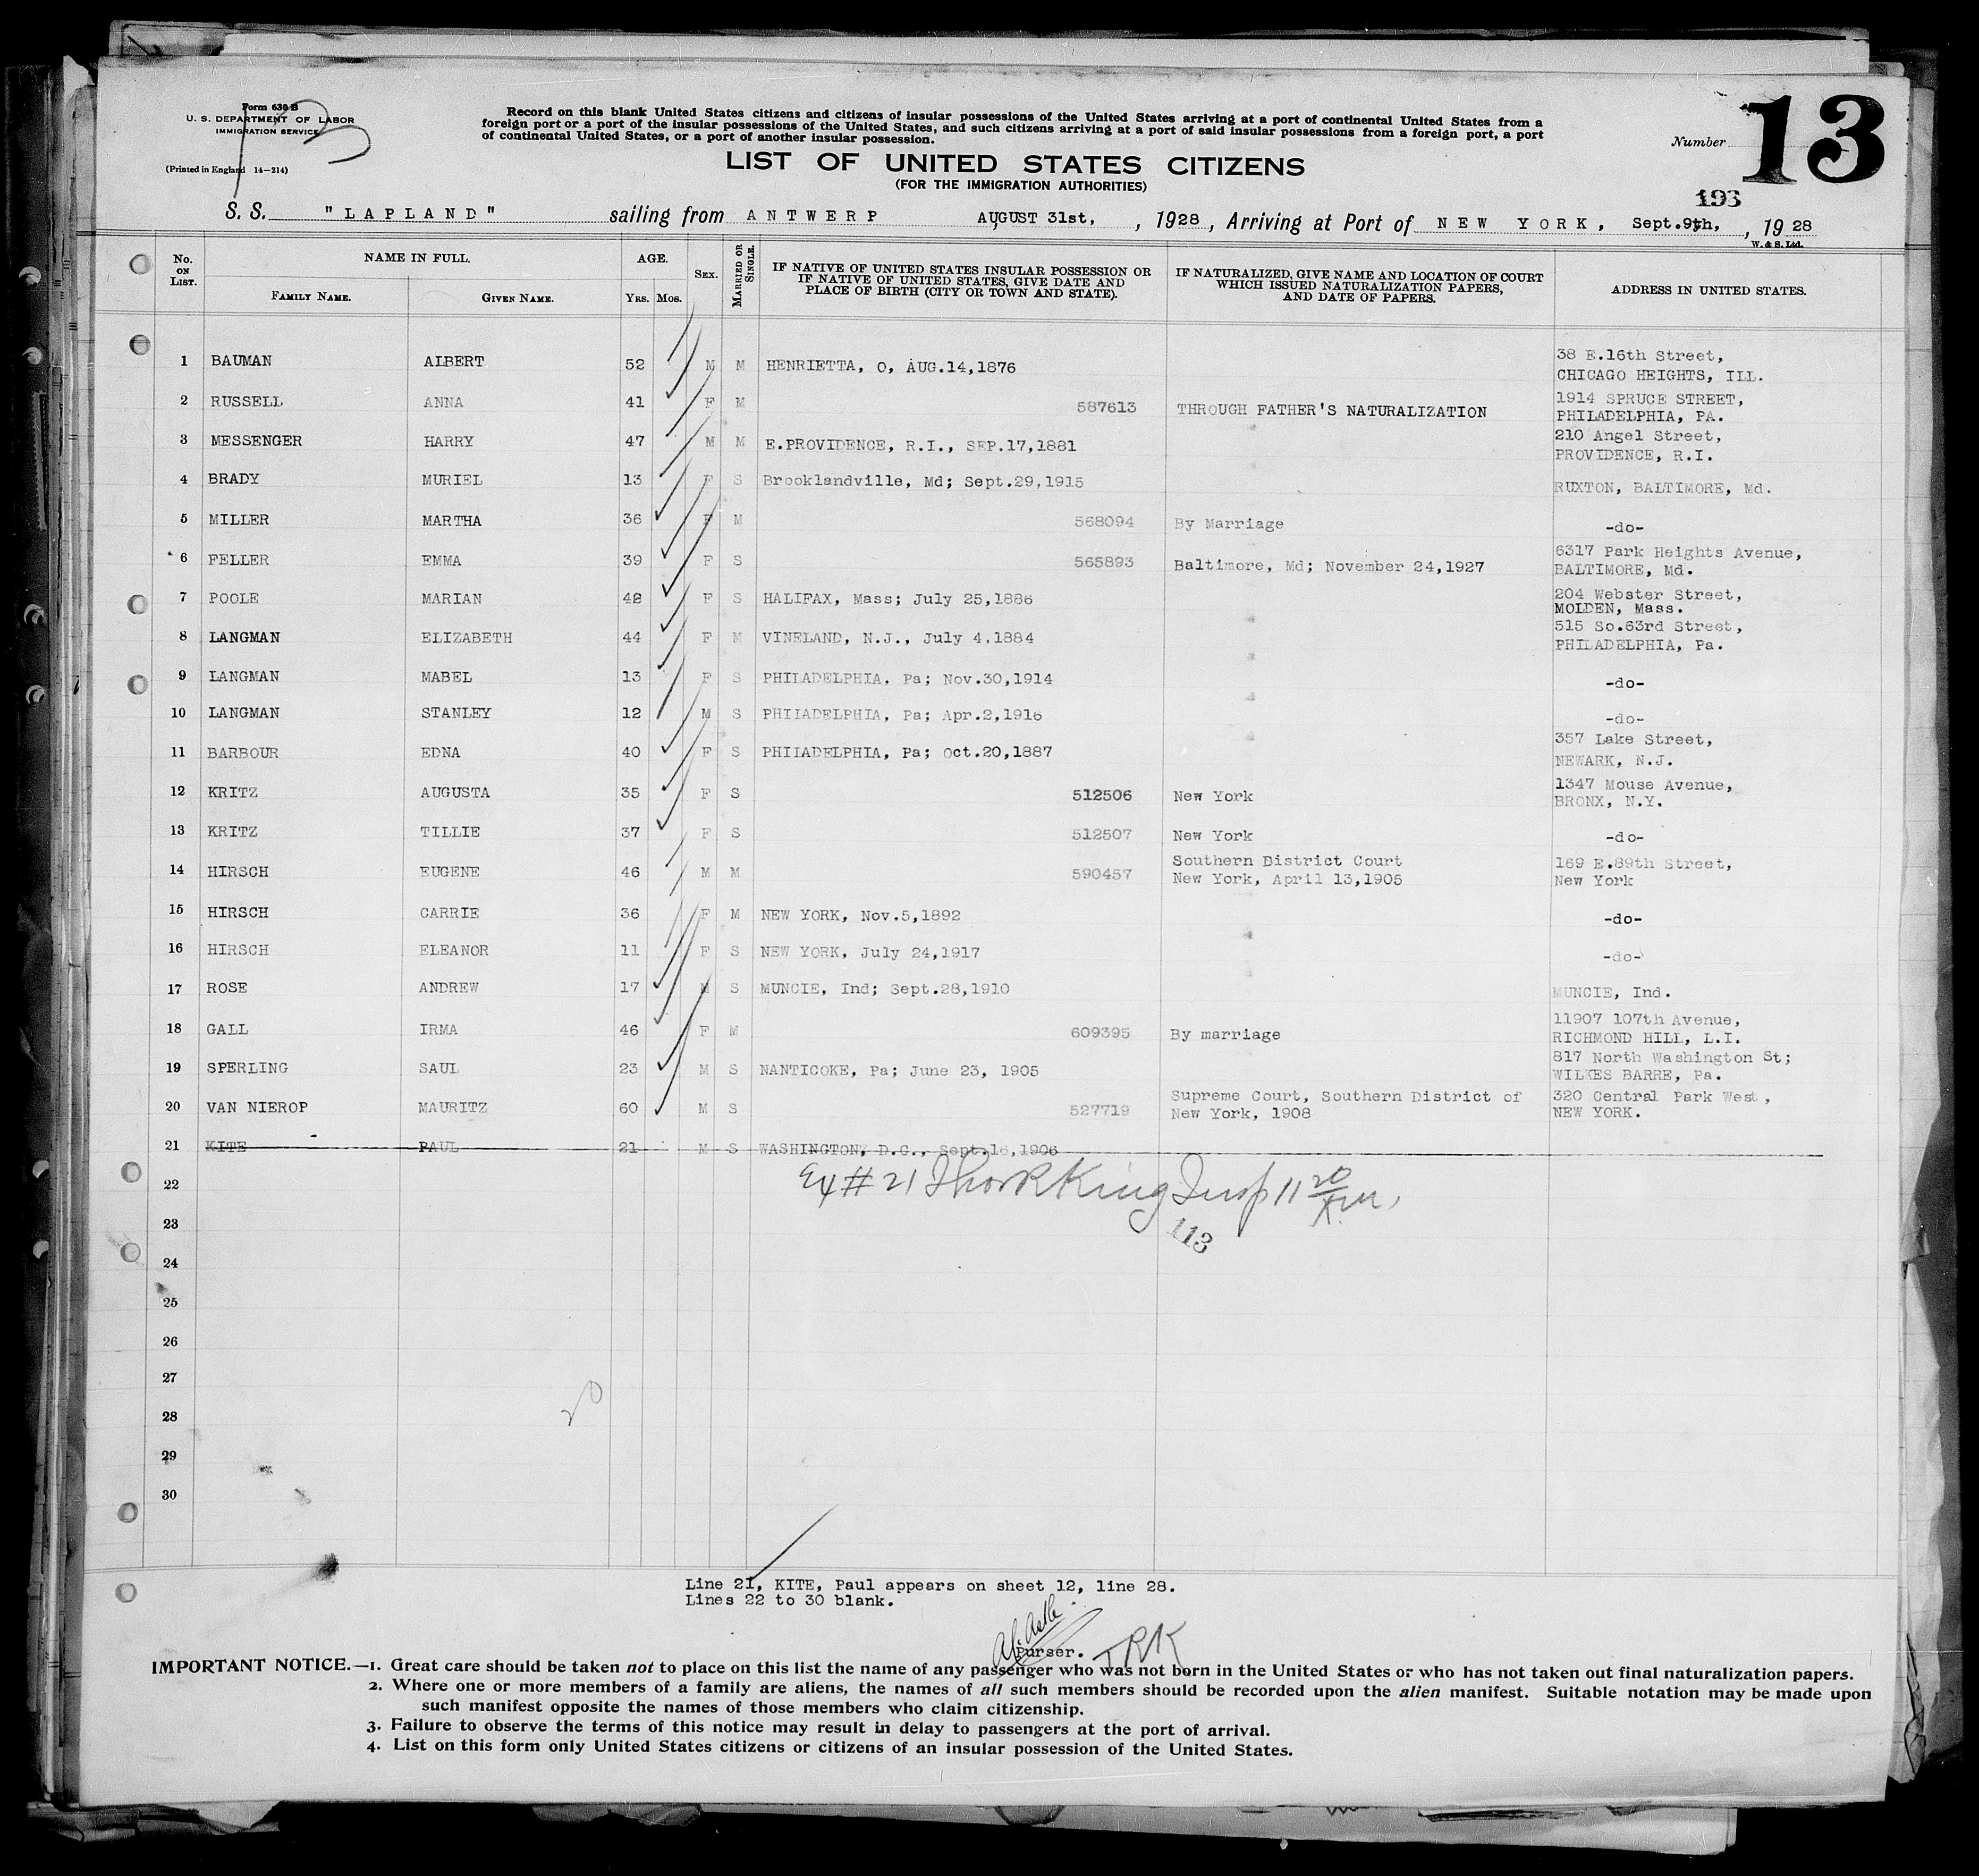 Form 630 B
U. S. DEPARTMENT OF LABOR
IMMIGRATION SERVICE
(Printed in England 14—214)
Record on this blank United States citizens and citizens of insular possessions of the United States arriving at a port of continental United States from a
foreign port or a port of the insular possessions of the United States, and such citizens arriving at a port of said insular possessions from a foreign port, a port
of continental United States, or a port of another insular possession.
LIST OF UNITED STATES CITIZENS
(FOR THE IMMIGRATION AUTHORITIES)
Number 13
193
S. S. "LAPLAND" sailing from ANTWERP AUGUST 31st, , 1928, Arriving at Port of NEW YORK, Sept.9th, , 19 28
W. & S. Ltd.
No. ON LIST. NAME IN FULL. AGE. SEX. MARRIED OR SINGLE. IF NATIVE OF UNITED STATES INSULAR POSSESSION OR IF NATIVE OF UNITED STATES, GIVE DATE AND PLACE OF BIRTH (CITY OR TOWN AND STATE). IF NATURALIZED, GIVE NAME AND LOCATION OF COURT WHICH ISSUED NATURALIZATION PAPERS, AND DATE OF PAPERS. ADDRESS IN UNITED STATES.
FAMILY NAME. GIVEN NAME. YRS. MOS.
1 BAUMAN ALBERT 52 M M HENRIETTA, O, AUG.14,1876 38 E.16th Street, CHICAGO HEIGHTS, ILL.
2 RUSSELL ANNA 41 F M 587613 THROUGH FATHER'S NATURALIZATION 1914 SPRUCE STREET, PHILADELPHIA, PA.
3 MESSENGER HARRY 47 M M E.PROVIDENCE, R.I., SEP.17,1881 210 Angel Street, PROVIDENCE, R.I.
4 BRADY MURIEL 13 F S Brooklandville, Md; Sept.29,1915 RUXTON, BALTIMORE, Md.
5 MILLER MARTHA 36 F M 568094 By Marriage -do-
6 FELLER EMMA 39 F S 565893 Baltimore, Md; November 24,1927 6317 Park Heights Avenue, BALTIMORE, Md.
7 POOLE MARIAN 42 F S HALIFAX, Mass; July 25,1886 204 Webster Street, MOLDEN, Mass.
8 LANGMAN ELIZABETH 44 F M VINELAND, N.J., July 4.1884 515 So.63rd Street, PHILADELPHIA, Pa.
9 LANGMAN MABEL 13 F S PHILADELPHIA. Pa; Nov.30,1914 -do-
10 LANGMAN STANLEY 12 M S PHILADELPHIA, Pa; Apr.2,1916 -do-
11 BARBOUR EDNA 40 F S PHILADELPHIA, Pa; Oct.20,1887 357 Lake Street, NEWARK, N.J.
12 KRITZ AUGUSTA 35 F S 512506 New York 1347 Mouse Avenue, BRONX, N.Y.
13 KRITZ TILLIE 37 F S 512507 New York -do-
14 HIRSCH EUGENE 46 M M 590457 Southern District Court New York, April 13,1905 169 E.89th Street, New York
15 HIRSCH CARRIE 36 F M NEW YORK, Nov.5,1892 -do-
16 HIRSCH ELEANOR 11 F S NEW YORK, July 24,1917 -do-
17 ROSE ANDREW 17 M S MUNCIE, Ind; Sept.28,1910 MUNCIE, Ind.
18 GALL IRMA 46 F M 609395 By marriage 11907 107th Avenue, RICHMOND HILL, L.I.
19 SPERLING SAUL 23 M S NANTICOKE, Pa; June 23, 1905 817 North Washington St; WILKES BARRE, Pa.
20 VAN NIEROP MAURITZ 60 M S 527719 Supreme Court, Southern District of New York, 1908 320 Central Park West, NEW YORK.
21 KITE PAUL 21 M S WASHINGTON, D.C., Sept.16,1906
22 Ex # 21 King Insp 11 20 AM
23 113
24
25
26
27
28 20
29
30
Line 21, KITE, Paul appears on sheet 12, line 28.
Lines 22 to 30 blank.
Purser. TRK
IMPORTANT NOTICE.—1. Great care should be taken not to place on this list the name of any passenger who was not born in the United States or who has not taken out final naturalization papers.
2. Where one or more members of a family are aliens, the names of all such members should be recorded upon the alien manifest. Suitable notation may be made upon
such manifest opposite the names of those members who claim citizenship.
3. Failure to observe the terms of this notice may result in delay to passengers at the port of arrival.
4. List on this form only United States citizens or citizens of an insular possession of the United States.